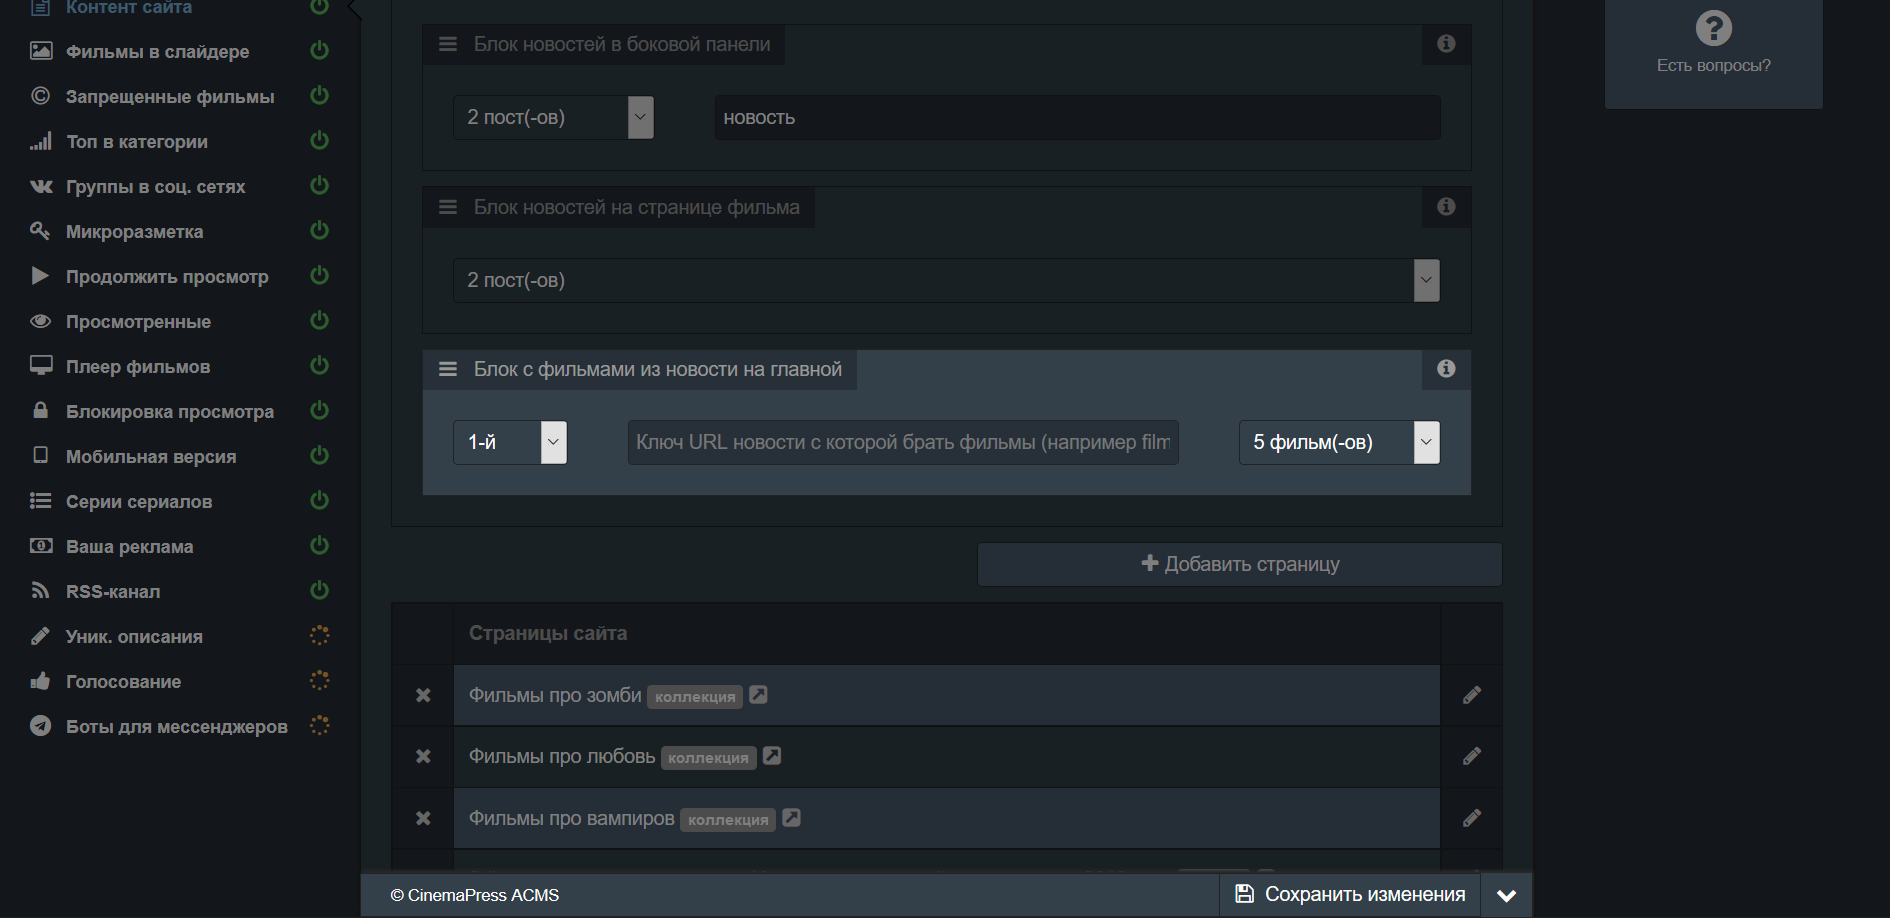 Контент сайта
Фильмы в слайдере
Запрещенные фильмы
Топ в категории
Группы в соц. сетях
Микроразметка
Продолжить просмотр
Просмотренные
Плеер фильмов
Блокировка просмотра
Мобильная версия
Серии сериалов
Ваша реклама
RSS-канал
Уник. описания
Голосование
Боты для мессенджеров
Блок новостей в боковой панели
2 пост(-ов)
новость
Блок новостей на странице фильма
2 пост(-ов)
Блок с фильмами из новости на главной
1-й
Ключ URL новости с которой брать фильмы (например film
5 фильм(-ов)
Добавить страницу
Страницы сайта
Фильмы про зомби коллекция
Фильмы про любовь коллекция
Фильмы про вампиров коллекция
© CinemaPress ACMS
Сохранить изменения
Есть вопросы?